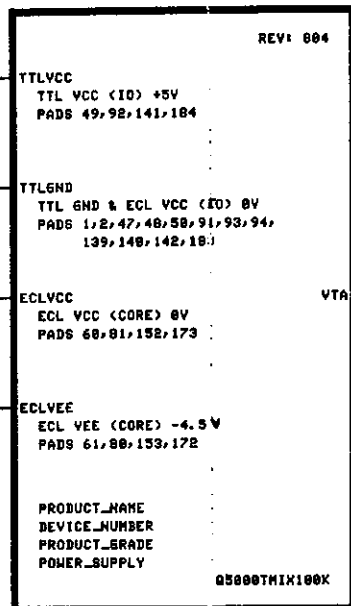 REV: 004
TTLVCC
TTL VCC (IO) +5V
PADS 49,92,141,184
TTLGND
TTL GND & ECL VCC (IO) 0V
PADS 1,2,47,48,50,91,93,94,
139,140,142,
ECLVCC
VTA
ECL VCC (CORE) 0V
PADS 60,81,152,173
ECLVEE
ECL VEE (CORE) -4.5V
PADS 61,80,153,172
PRODUCT_NAME
DEVICE_NUMBER
PRODUCT_GRADE
POWER_SUPPLY
Q5000TMIX100K